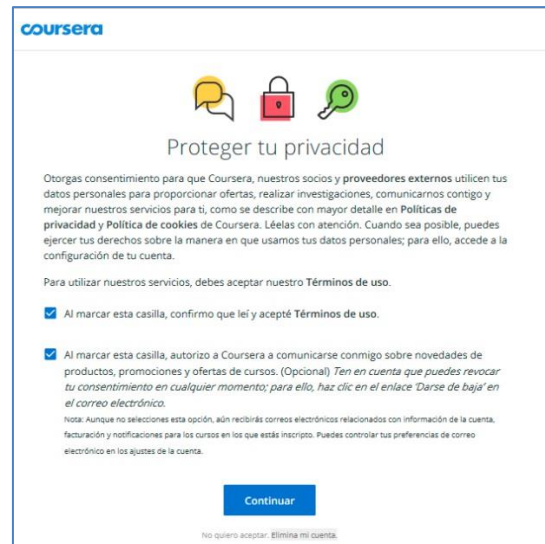 coursera
Proteger tu privacidad
Otorgas consentimiento para que Coursera, nuestros socios y proveedores externos utilicen tus
datos personales para proporcionar ofertas, realizar investigaciones, comunicarnos contigo y
mejorar nuestros servicios para ti, como se describe con mayor detalle en Políticas de
privacidad y Política de cookies de Coursera. Léelas con atención. Cuando sea posible, puedes
ejercer tus derechos sobre la manera en que usamos tus datos personales; para ello, accede a la
configuración de tu cuenta.
Para utilizar nuestros servicios, debes aceptar nuestro Términos de uso.
Al marcar esta casilla, confirmo que leí y acepté Términos de uso.
Al marcar esta casilla, autorizo a Coursera a comunicarse conmigo sobre novedades de
productos, promociones y ofertas de cursos. (Opcional) Ten en cuenta que puedes revocar
tu consentimiento en cualquier momento; para ello, haz clic en el enlace 'Darse de baja' en
el correo electrónico.
Nota: Aunque no selecciones esta opción, aún recibirás correos electrónicos relacionados con información de la cuenta,
facturación y notificaciones para los cursos en los que estás inscripto. Puedes controlar tus preferencias de correo
electrónico en los ajustes de la cuenta.
Continuar
No quiero aceptar. Elimina mi cuenta.